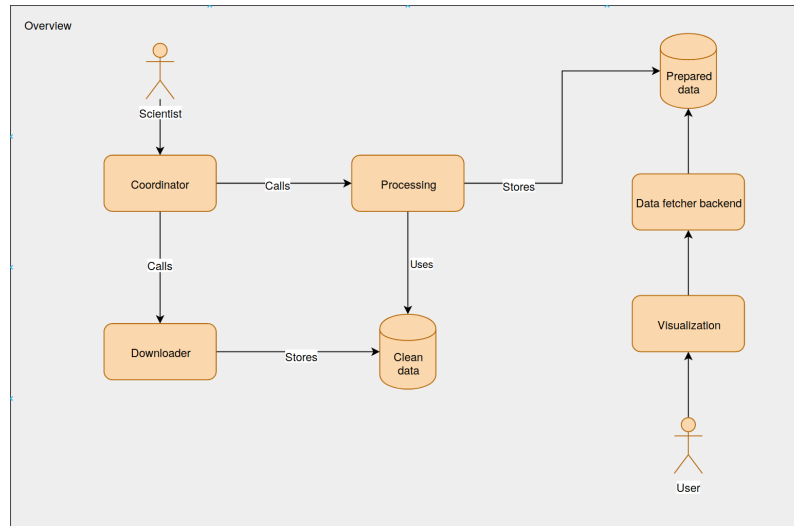 Overview
Scientist
Prepared
data
Coordinator
Calls
Processing
Stores
Data fetcher backend
Calls
Uses
Visualization
Downloader
Stores
Clean
data
User